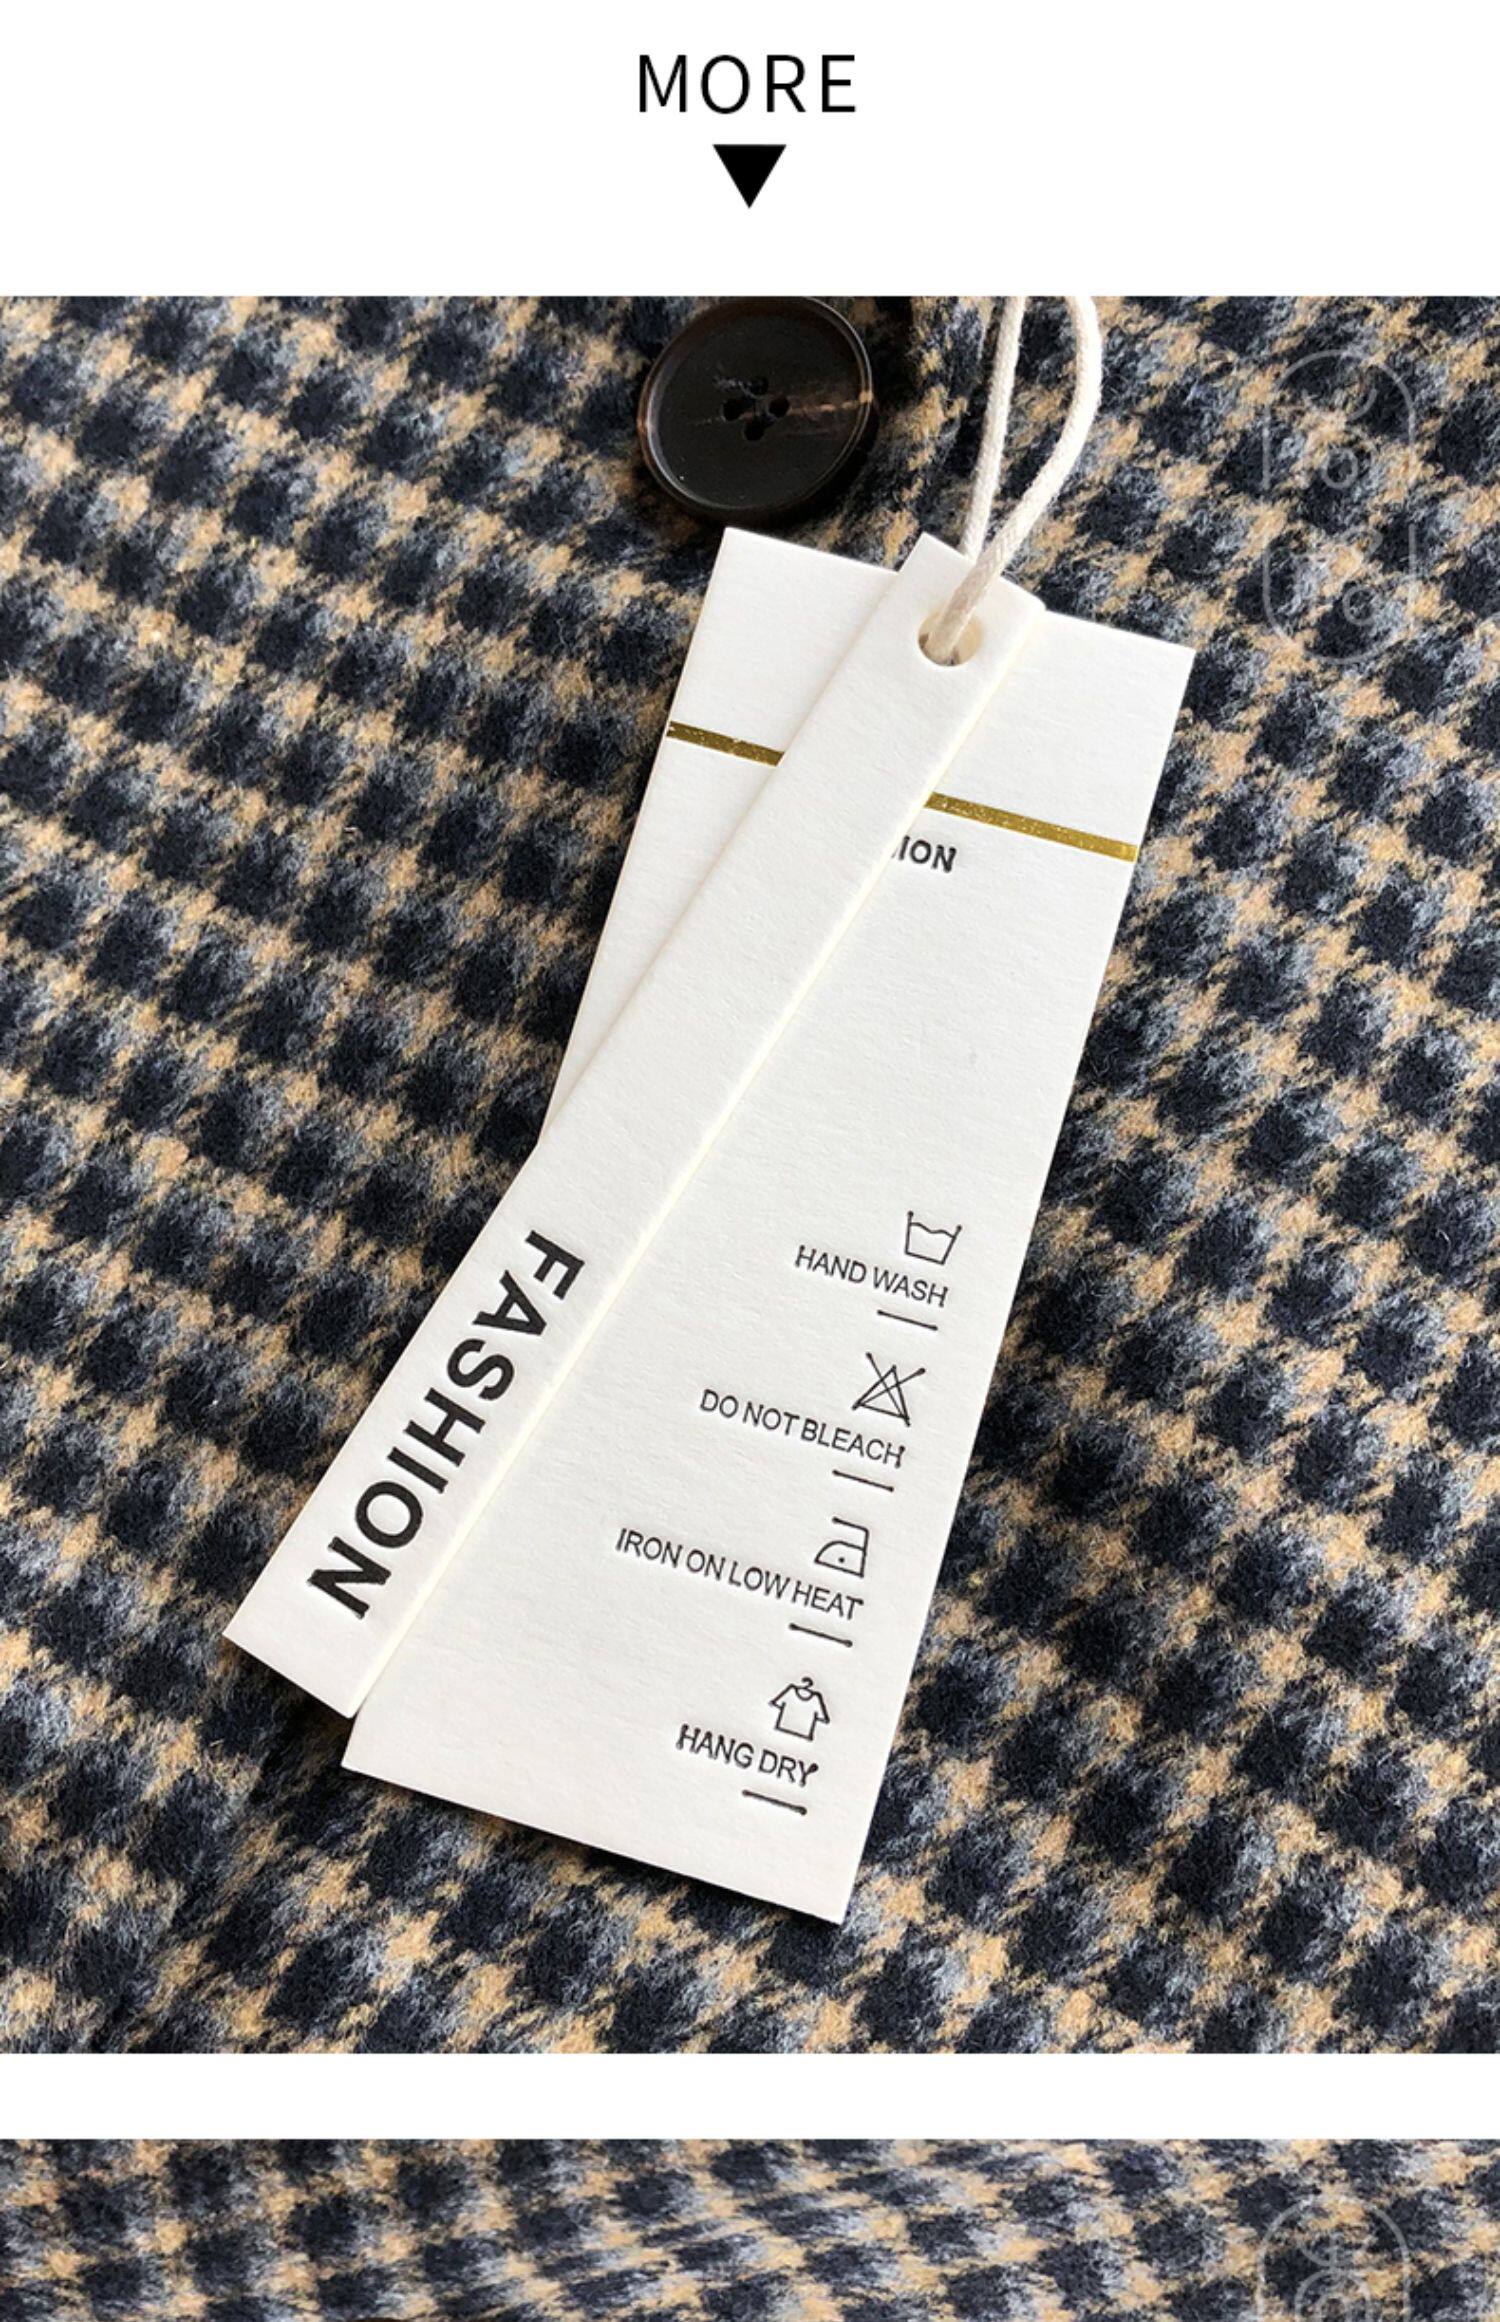 MORE
ION
FASHION
HAND WASH
DO NOT BLEACH
IRON ON LOW HEAT
HANG DRY